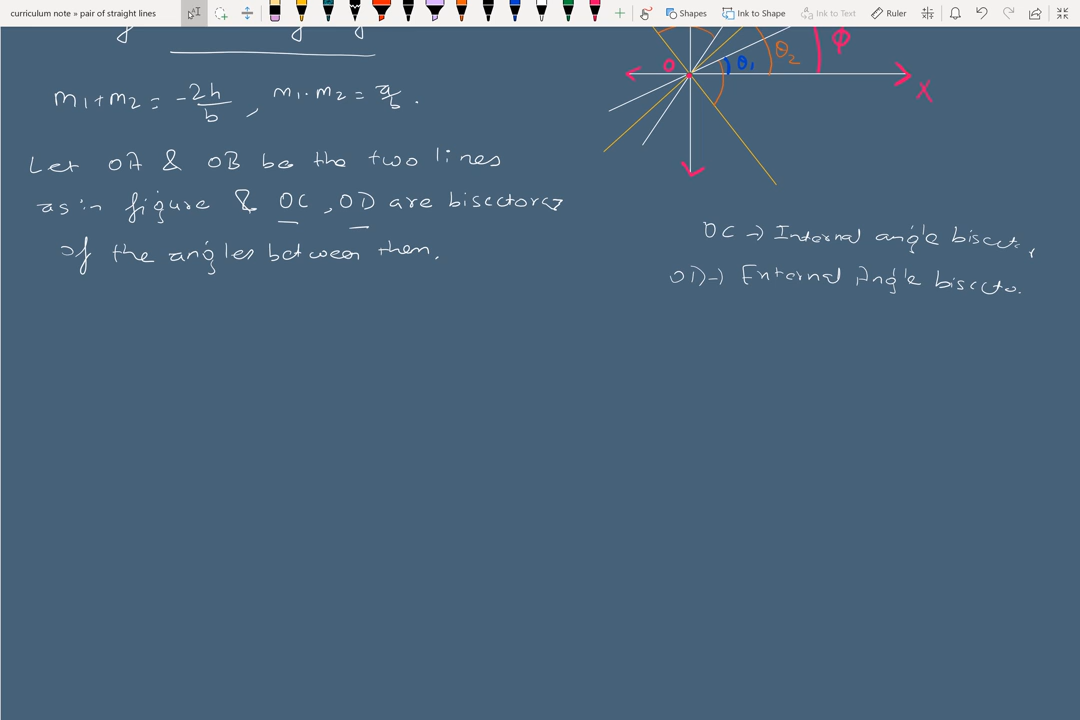 curriculum note » pair of straight lines
Shapes
Ink to Shape
Ink to Text
Ruler
m₁+m₂ = -2h/b , m₁·m₂ = a/b .
O θ₁ θ₂ Φ
X
Let OA & OB be the two lines
as in figure & OC , OD are bisectors
of the angles between them.
OC → Internal angle bisector,
OD → External Angle bisector.